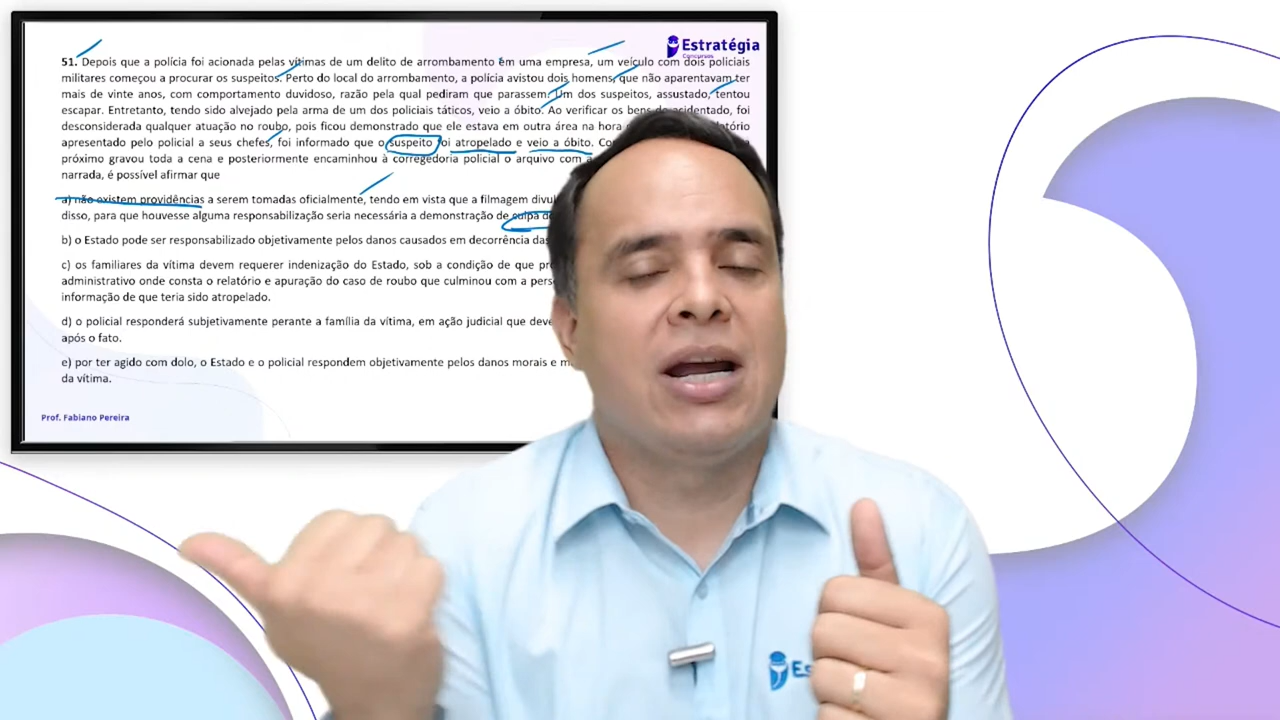 Estratégia
Concursos
51. Depois que a polícia foi acionada pelas vítimas de um delito de arrombamento em uma empresa, um veículo com dois policiais
militares começou a procurar os suspeitos. Perto do local do arrombamento, a polícia avistou dois homens, que não aparentavam ter
mais de vinte anos, com comportamento duvidoso, razão pela qual pediram que parassem. Um dos suspeitos, assustado, tentou
escapar. Entretanto, tendo sido alvejado pela arma de um dos policiais táticos, veio a óbito. Ao verificar os bens do acidentado, foi
desconsiderada qualquer atuação no roubo, pois ficou demonstrado que ele estava em outra área na hora
apresentado pelo policial a seus chefes, foi informado que o suspeito foi atropelado e veio a óbito.
próximo gravou toda a cena e posteriormente encaminhou à corregedoria policial o arquivo com
narrada, é possível afirmar que
a) não existem providências a serem tomadas oficialmente, tendo em vista que a filmagem
disso, para que houvesse alguma responsabilização seria necessária a demonstração de culpa
b) o Estado pode ser responsabilizado objetivamente pelos danos causados em decorrência das
c) os familiares da vítima devem requerer indenização do Estado, sob a condição de que
administrativo onde consta o relatório e apuração do caso de roubo que culminou com a
informação de que teria sido atropelado.
d) o policial responderá subjetivamente perante a família da vítima, em ação judicial que
após o fato.
e) por ter agido com dolo, o Estado e o policial respondem objetivamente pelos danos morais e
da vítima.
Prof. Fabiano Pereira